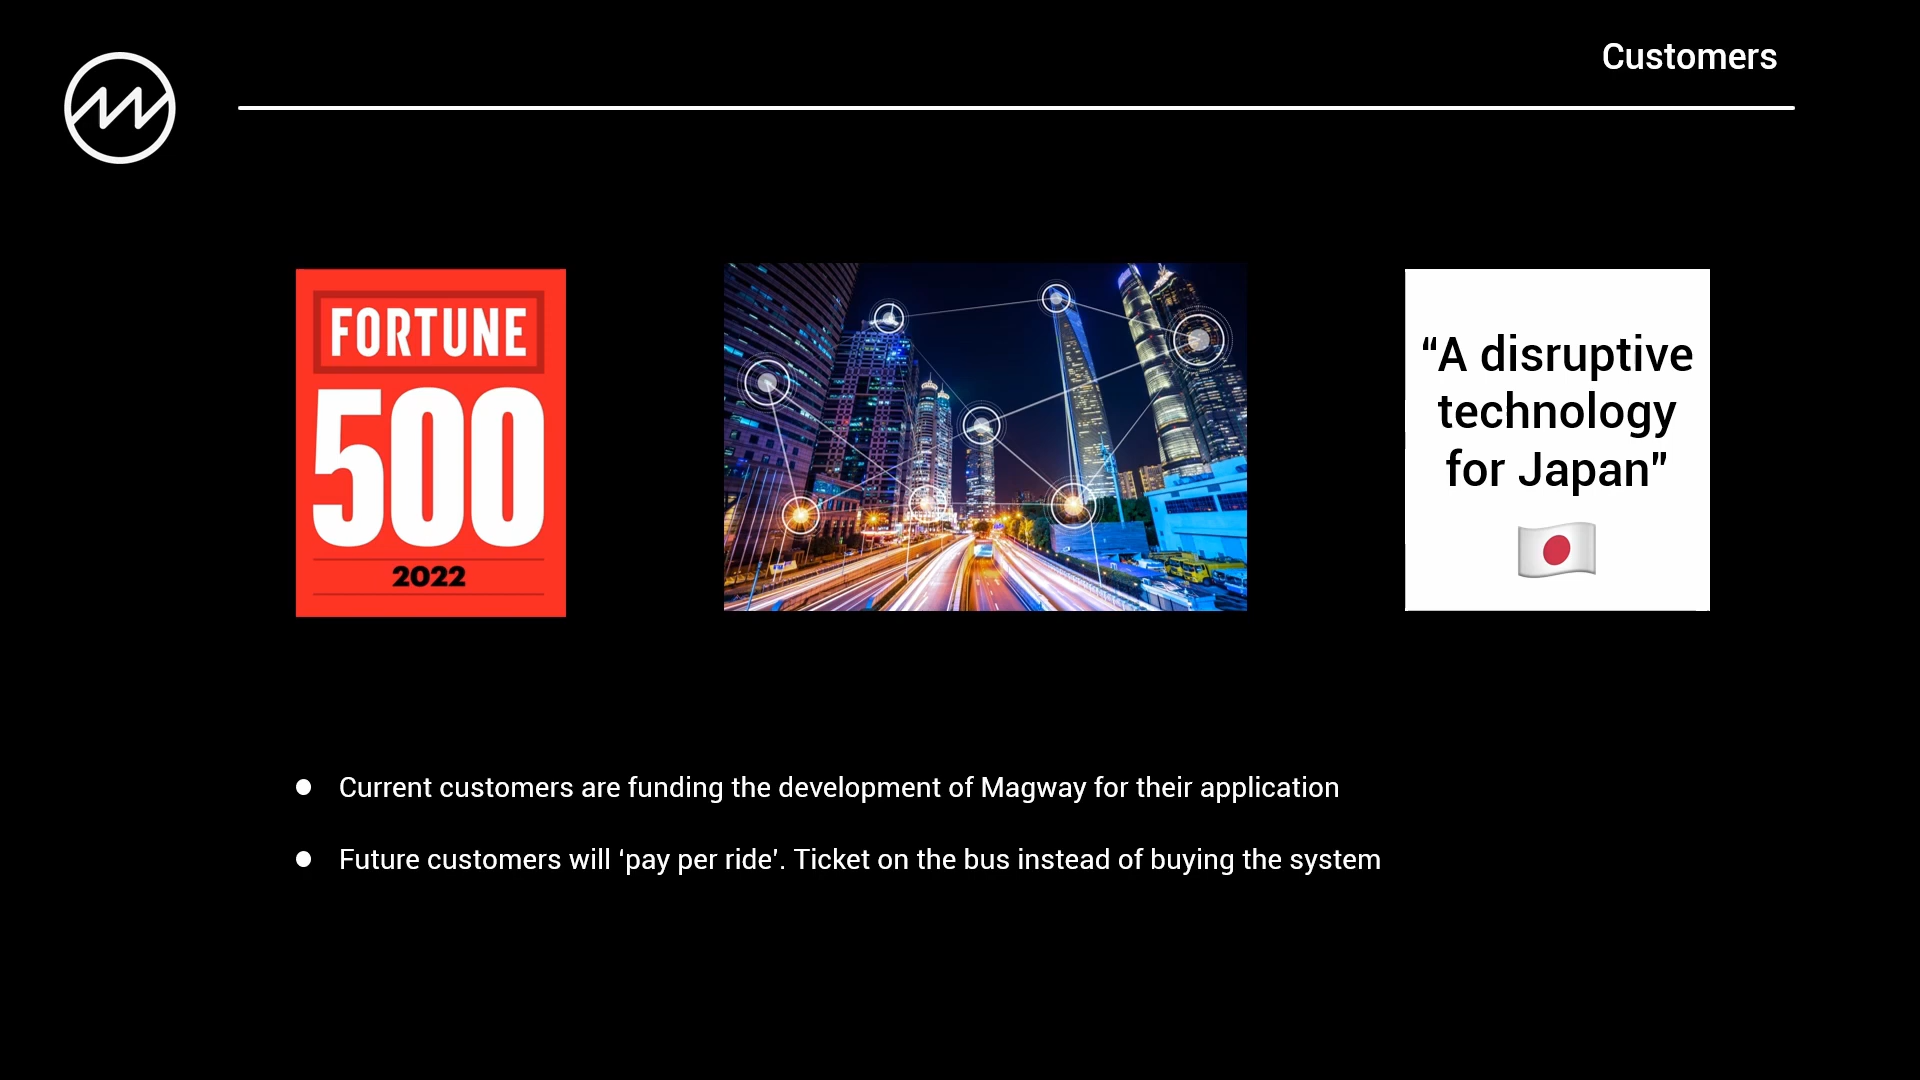 Customers
FORTUNE
500
2022
“A disruptive
technology
for Japan”
Current customers are funding the development of Magway for their application
Future customers will ‘pay per ride’. Ticket on the bus instead of buying the system